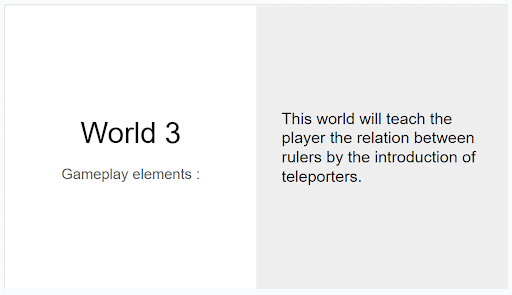 World 3
Gameplay elements :
This world will teach the
player the relation between
rulers by the introduction of
teleporters.